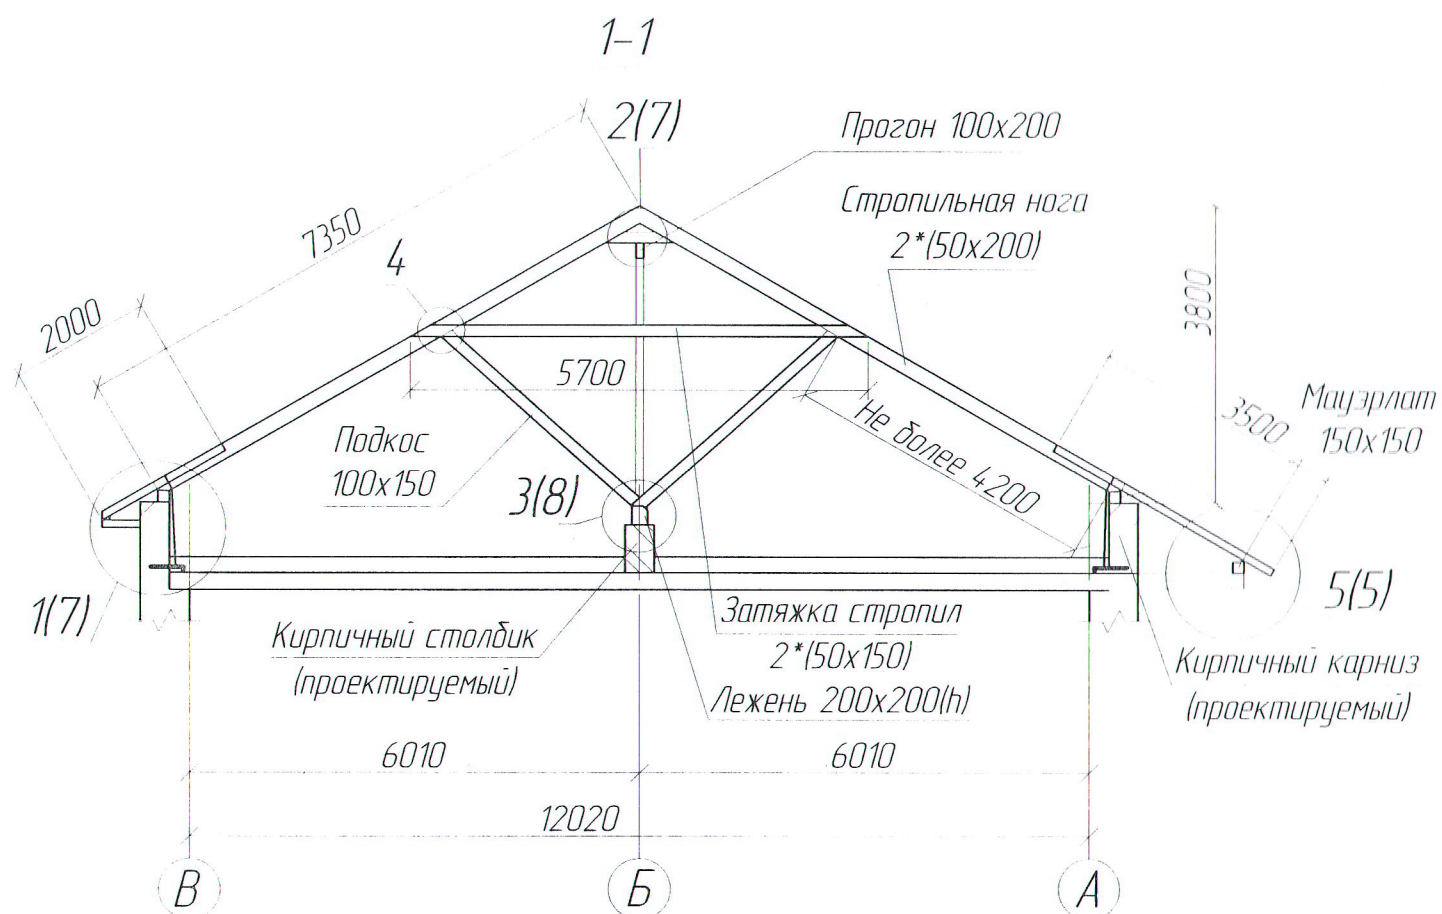 1-1
2(7)
Прогон 100х200
7350
Стропильная нога
2*(50х200)
4
2000
3800
5700
Мауэрлат
150х150
3500
Не более 4200
Подкос
100х150
3(8)
1(7)
5(5)
Кирпичный столбик
(проектируемый)
Затяжка стропил
2*(50х150)
Лежень 200х200(h)
Кирпичный карниз
(проектируемый)
6010
6010
12020
В
Б
А